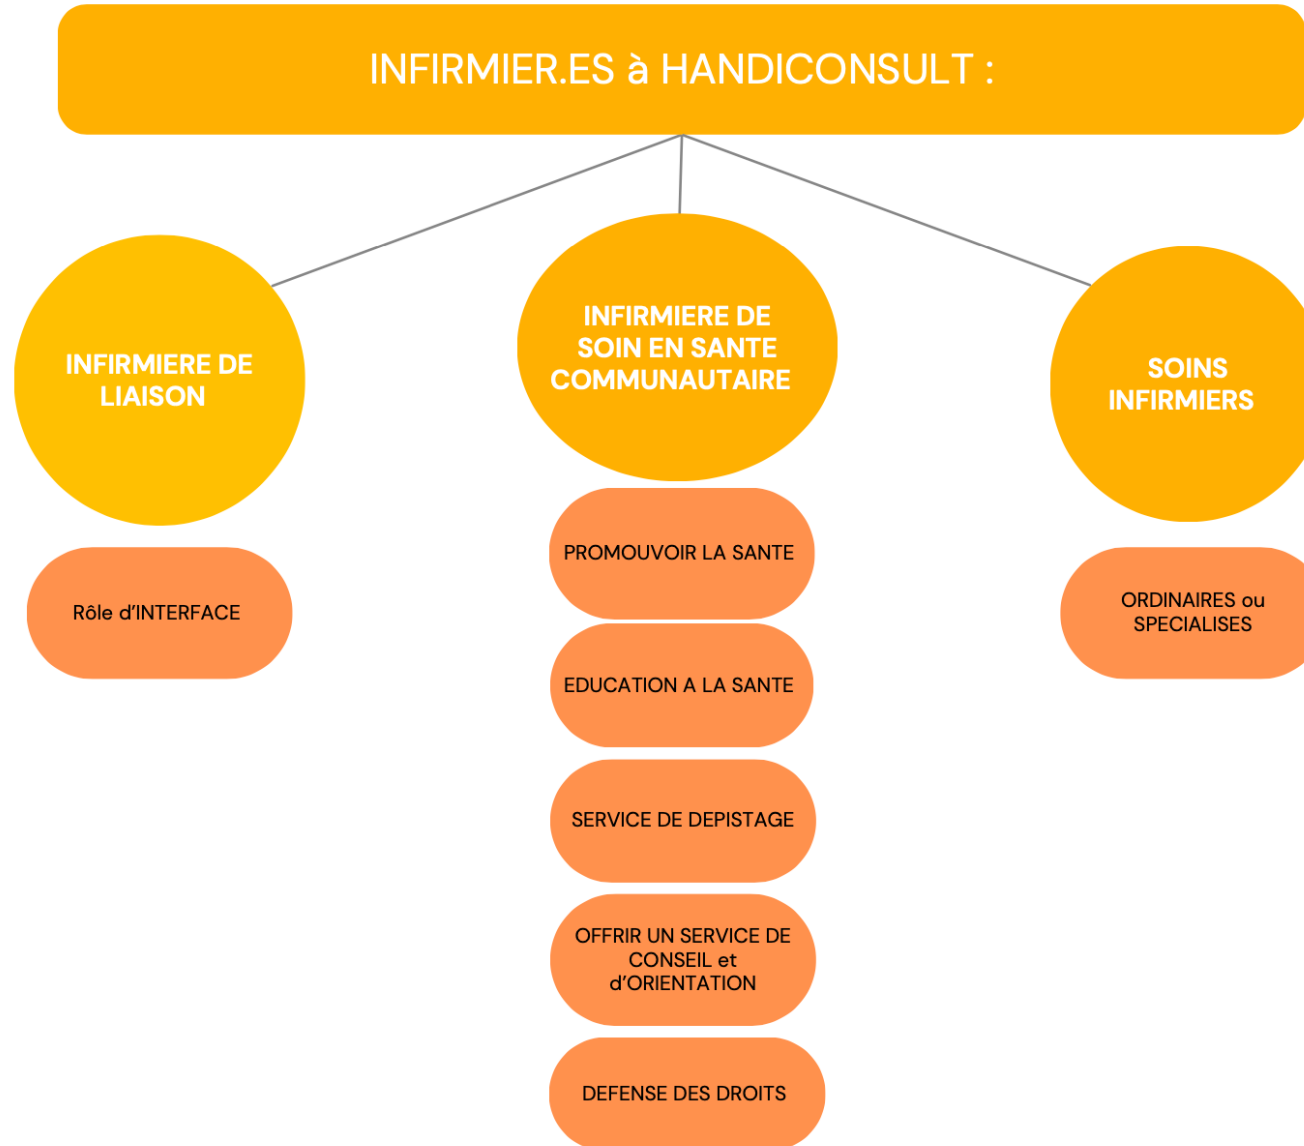 INFIRMIER.ES à HANDICONSULT :
INFIRMIERE DE
LIAISON
Rôle d'INTERFACE
INFIRMIERE DE
SOIN EN SANTE
COMMUNAUTAIRE
PROMOUVOIR LA SANTE
EDUCATION A LA SANTE
SERVICE DE DEPISTAGE
OFFRIR UN SERVICE DE
CONSEIL et
d'ORIENTATION
DEFENSE DES DROITS
SOINS
INFIRMIERS
ORDINAIRES ou
SPECIALISES